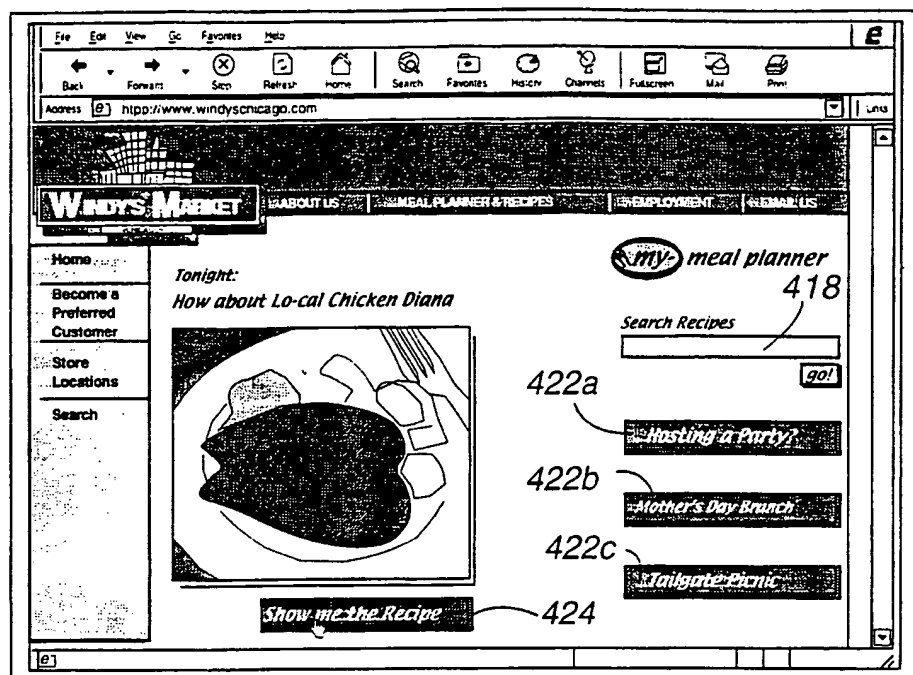 File Edit View Go Favorites Help
Back Forward Stop Refresh Home Search Favorites History Channels Fullscreen Mail Print
Address htpp://www.windyscnicago.com Links
WINDY'S MARKET
ABOUT US MEAL PLANNER & RECIPES EMPLOYMENT EMAIL US
Home
Become a
Preferred
Customer
Store
Locations
Search
Tonight:
How about Lo-cal Chicken Diana
my- meal planner
418
Search Recipes
go!
422a
Hosting a Party?
422b
Mother's Day Brunch
422c
Tailgate Picnic
Show me the Recipe
424